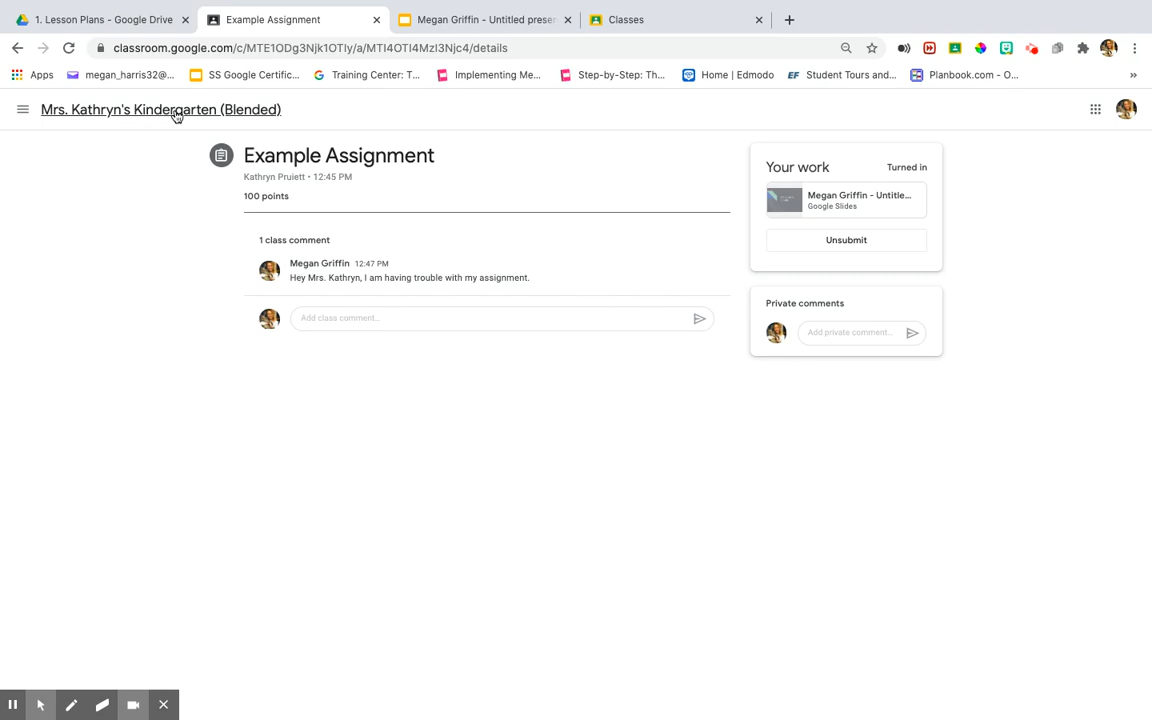 1. Lesson Plans - Google Drive
Example Assignment
Megan Griffin - Untitled presen
Classes
classroom.google.com/c/MTE1ODg3Njk1OTIy/a/MTI4OTI4MzI3Njc4/details
Apps
megan_harris32@...
SS Google Certific...
Training Center: T...
Implementing Me...
Step-by-Step: Th...
Home | Edmodo
EF Student Tours and...
Planbook.com - O...
»
Mrs. Kathryn's Kindergarten (Blended)
Example Assignment
Kathryn Pruiett • 12:45 PM
100 points
1 class comment
Megan Griffin 12:47 PM
Hey Mrs. Kathryn, I am having trouble with my assignment.
Add class comment...
Your work
Turned in
Megan Griffin - Untitle...
Google Slides
Unsubmit
Private comments
Add private comment...